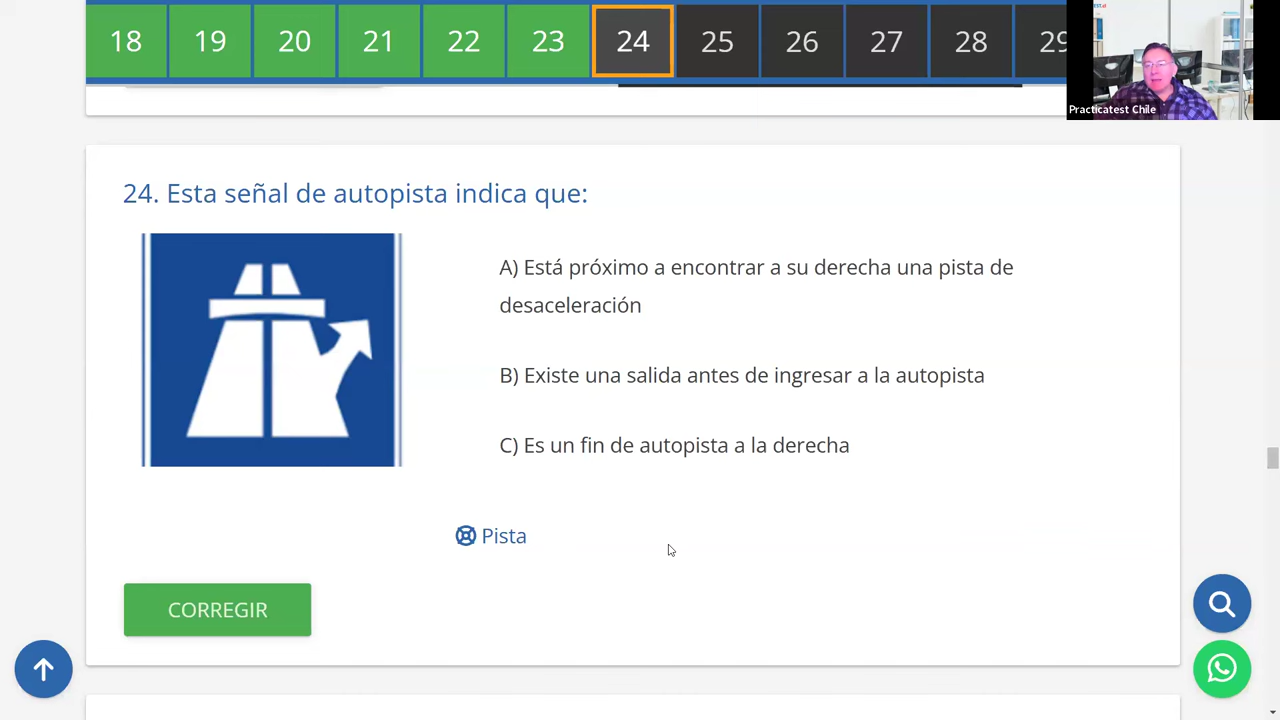 18 19 20 21 22 23 24 25 26 27 28 29
Practicatest Chile
24. Esta señal de autopista indica que:
A) Está próximo a encontrar a su derecha una pista de
desaceleración
B) Existe una salida antes de ingresar a la autopista
C) Es un fin de autopista a la derecha
Pista
CORREGIR